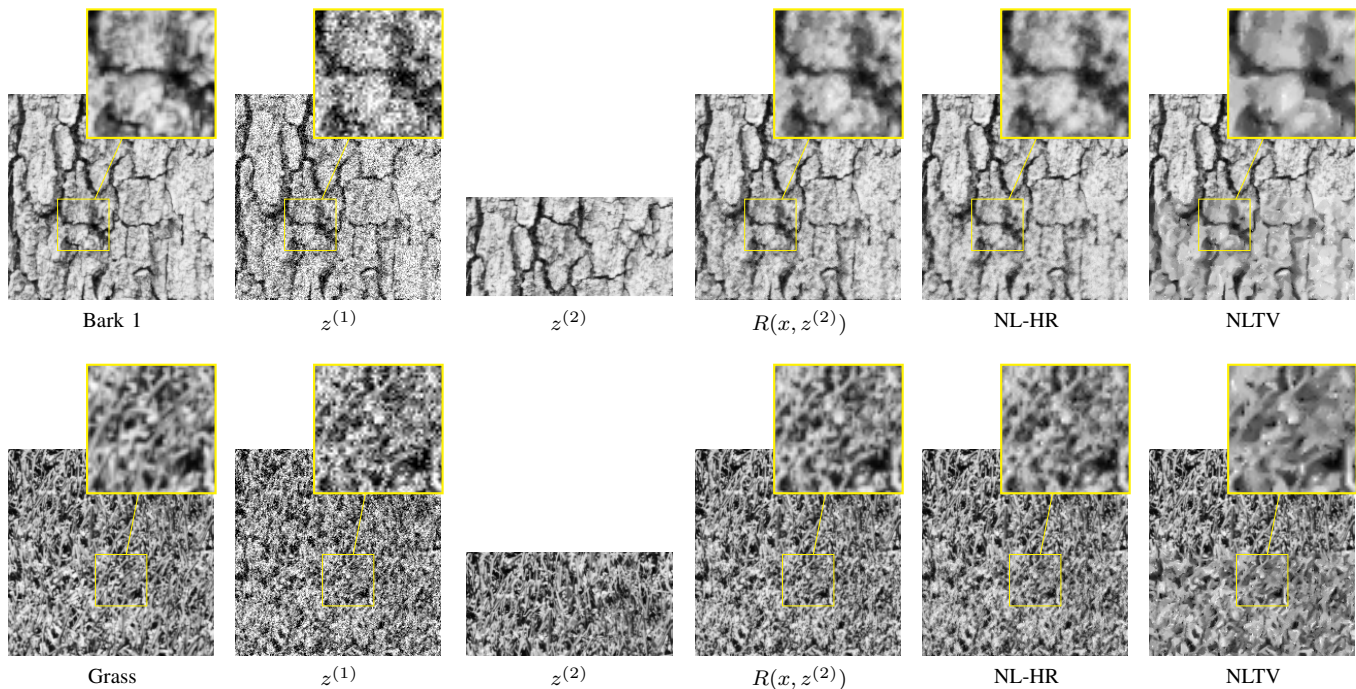 Bark 1 z^{(1)} z^{(2)} R(x, z^{(2)}) NL-HR NLTV
Grass z^{(1)} z^{(2)} R(x, z^{(2)}) NL-HR NLTV